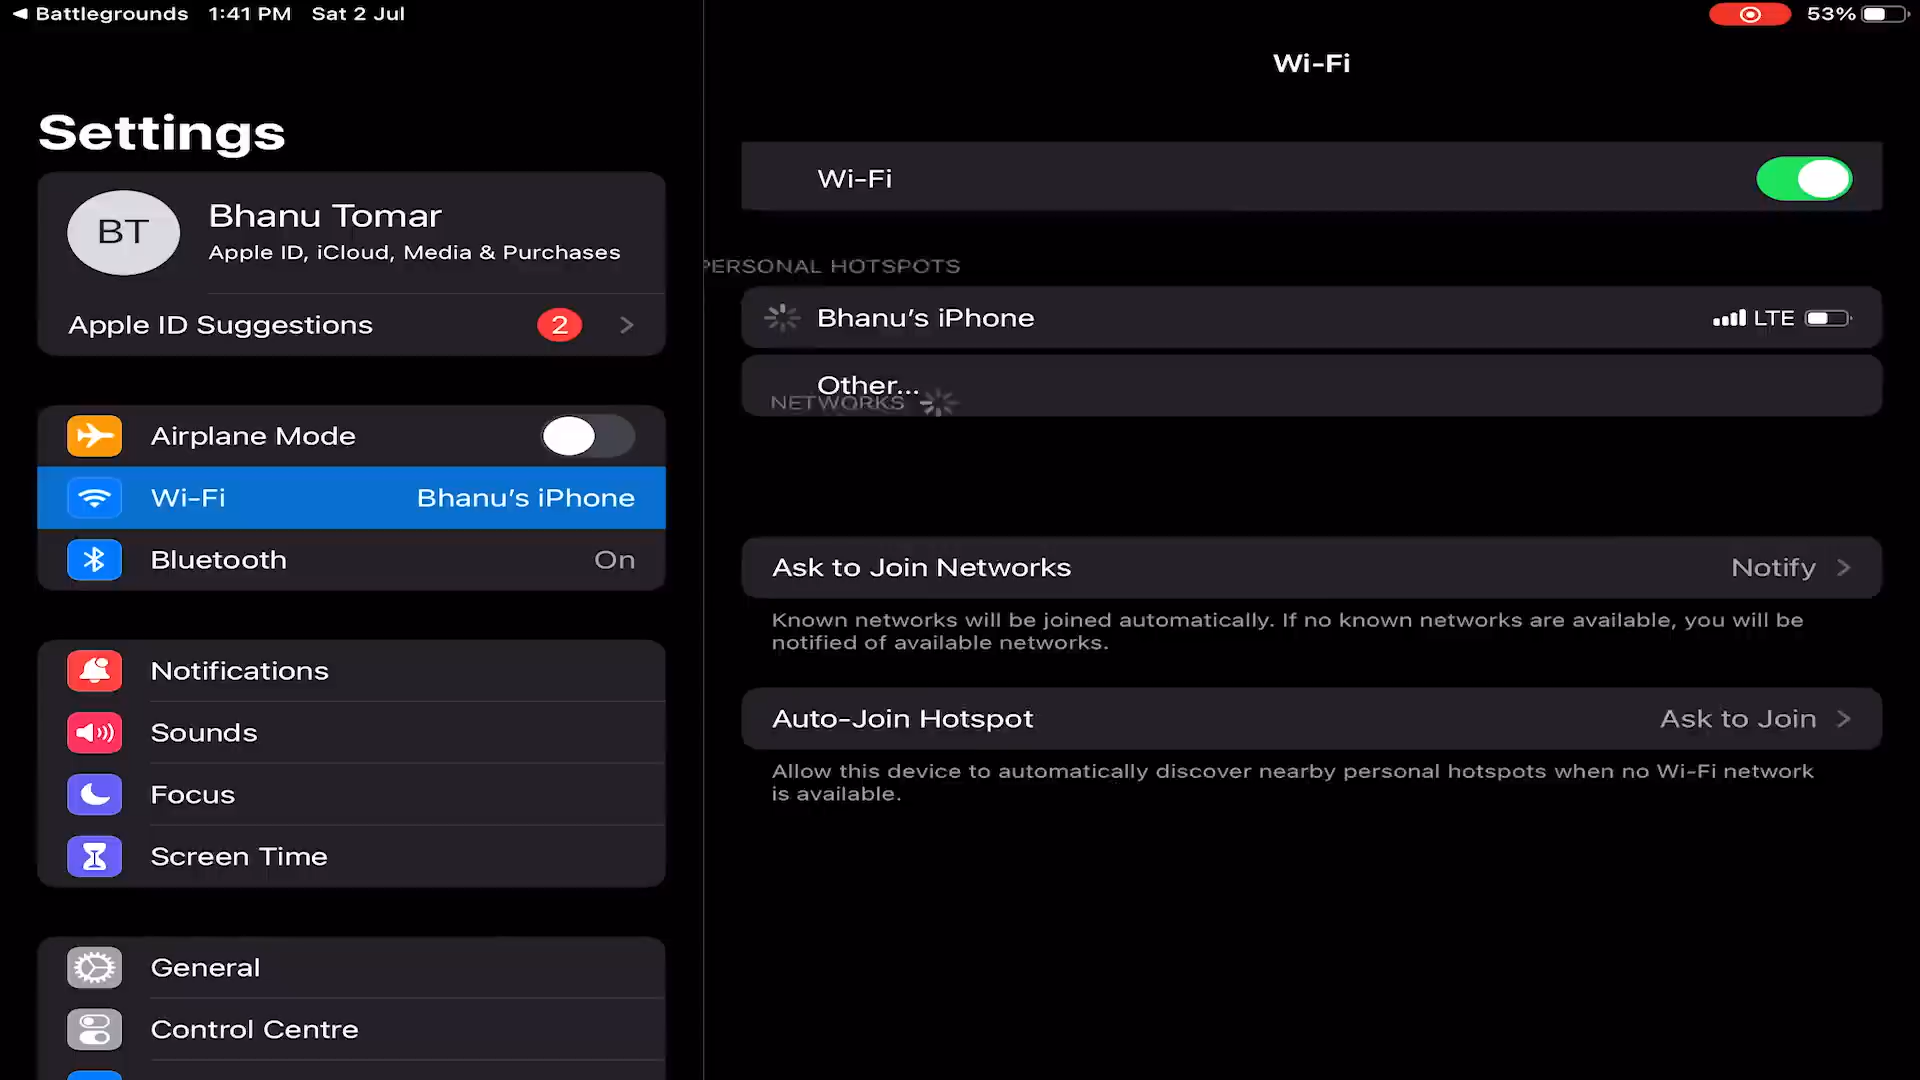 ◀ Battlegrounds 1:41 PM Sat 2 Jul
53%
Settings
BT
Bhanu Tomar
Apple ID, iCloud, Media & Purchases
Apple ID Suggestions 2
Airplane Mode
Wi-Fi Bhanu’s iPhone
Bluetooth On
Notifications
Sounds
Focus
Screen Time
General
Control Centre
Wi-Fi
Wi-Fi
PERSONAL HOTSPOTS
Bhanu’s iPhone LTE
Other...
NETWORKS
Ask to Join Networks Notify
Known networks will be joined automatically. If no known networks are available, you will be
notified of available networks.
Auto-Join Hotspot Ask to Join
Allow this device to automatically discover nearby personal hotspots when no Wi-Fi network
is available.